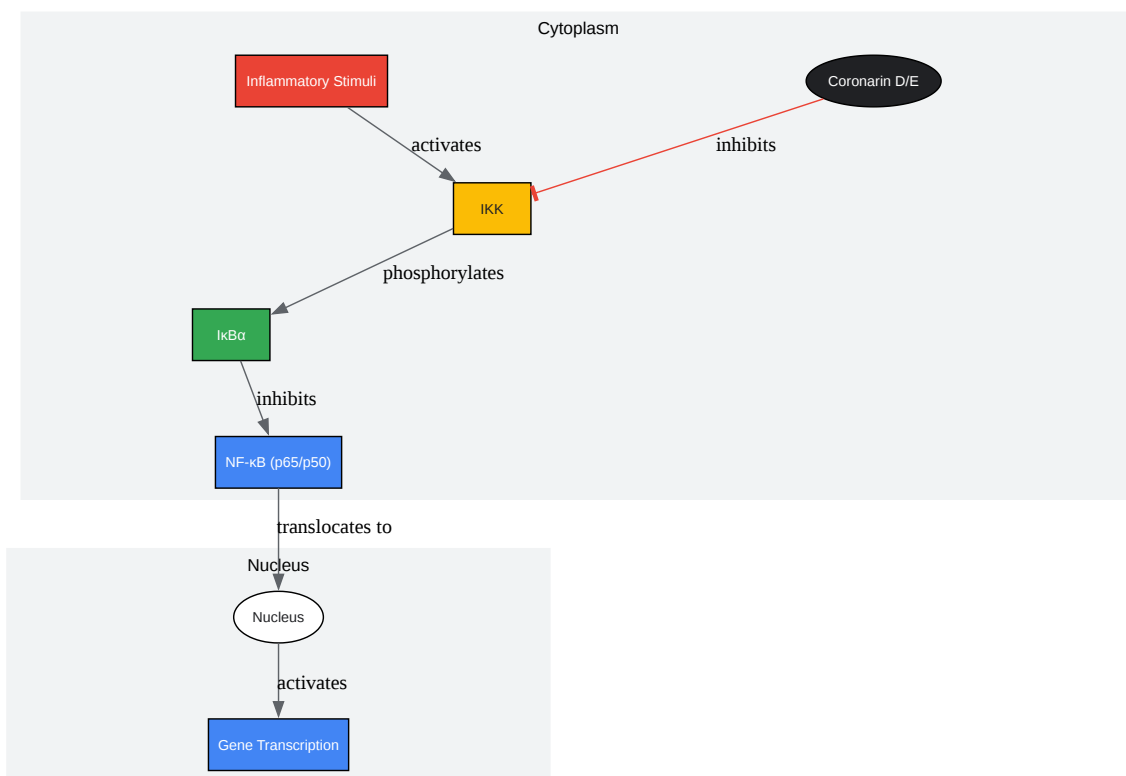 Cytoplasm
Inflammatory Stimuli
Coronarin D/E
activates
inhibits
IKK
phosphorylates
IκBα
inhibits
NF-κB (p65/p50)
translocates to
Nucleus
Nucleus
activates
Gene Transcription